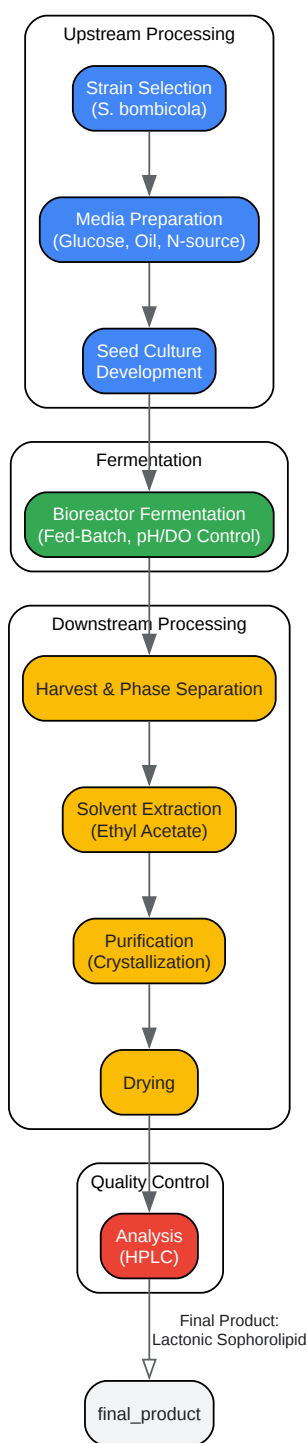 Upstream Processing
Strain Selection
(S. bombicola)
Media Preparation
(Glucose, Oil, N-source)
Seed Culture
Development
Fermentation
Bioreactor Fermentation
(Fed-Batch, pH/DO Control)
Downstream Processing
Harvest & Phase Separation
Solvent Extraction
(Ethyl Acetate)
Purification
(Crystallization)
Drying
Quality Control
Analysis
(HPLC)
Final Product:
Lactonic Sophorolipid
final_product